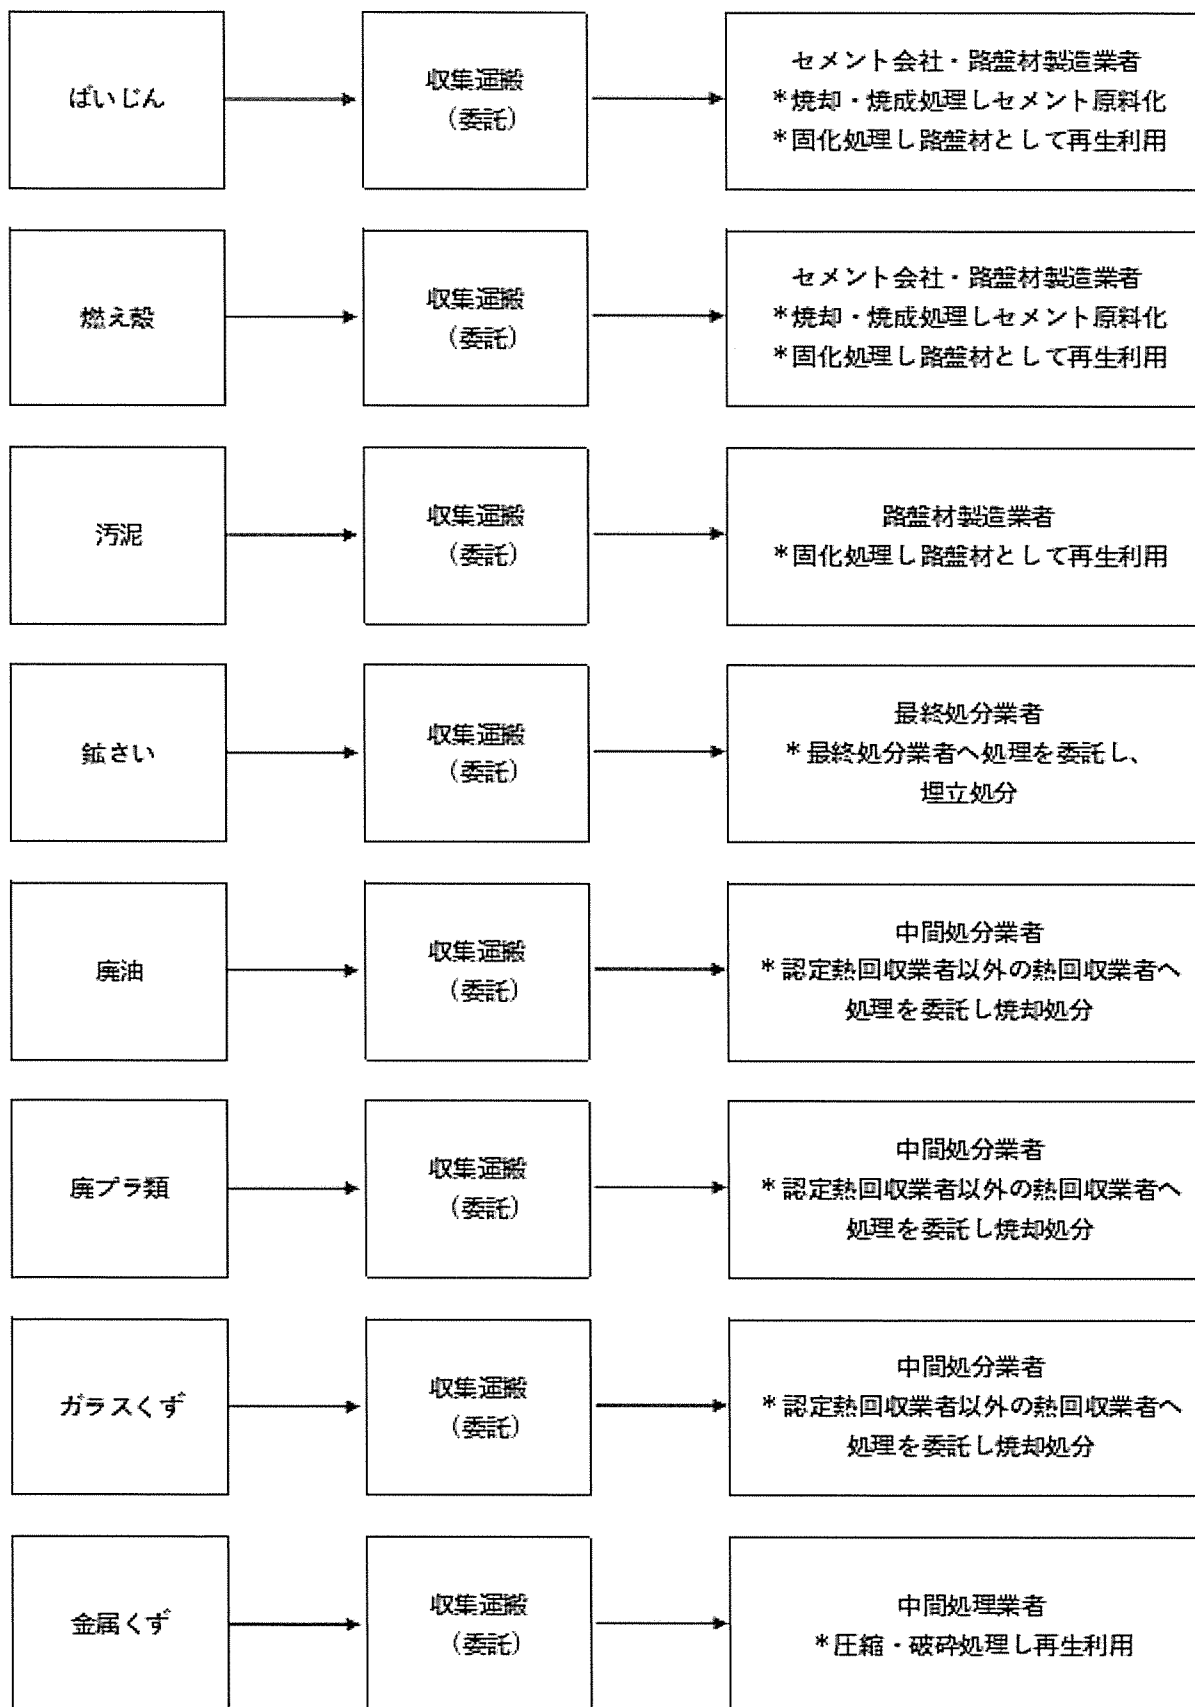 ばいじん
収集運搬
(委託)
セメント会社・路盤材製造業者
*焼却・焼成処理しセメント原料化
*固化処理し路盤材として再生利用
燃え殻
収集運搬
(委託)
セメント会社・路盤材製造業者
*焼却・焼成処理しセメント原料化
*固化処理し路盤材として再生利用
汚泥
収集運搬
(委託)
路盤材製造業者
*固化処理し路盤材として再生利用
鉱さい
収集運搬
(委託)
最終処分業者
*最終処分業者へ処理を委託し、
埋立処分
廃油
収集運搬
(委託)
中間処分業者
*認定熱回収業者以外の熱回収業者へ
処理を委託し焼却処分
廃プラ類
収集運搬
(委託)
中間処分業者
*認定熱回収業者以外の熱回収業者へ
処理を委託し焼却処分
ガラスくず
収集運搬
(委託)
中間処分業者
*認定熱回収業者以外の熱回収業者へ
処理を委託し焼却処分
金属くず
収集運搬
(委託)
中間処理業者
*圧縮・破砕処理し再生利用